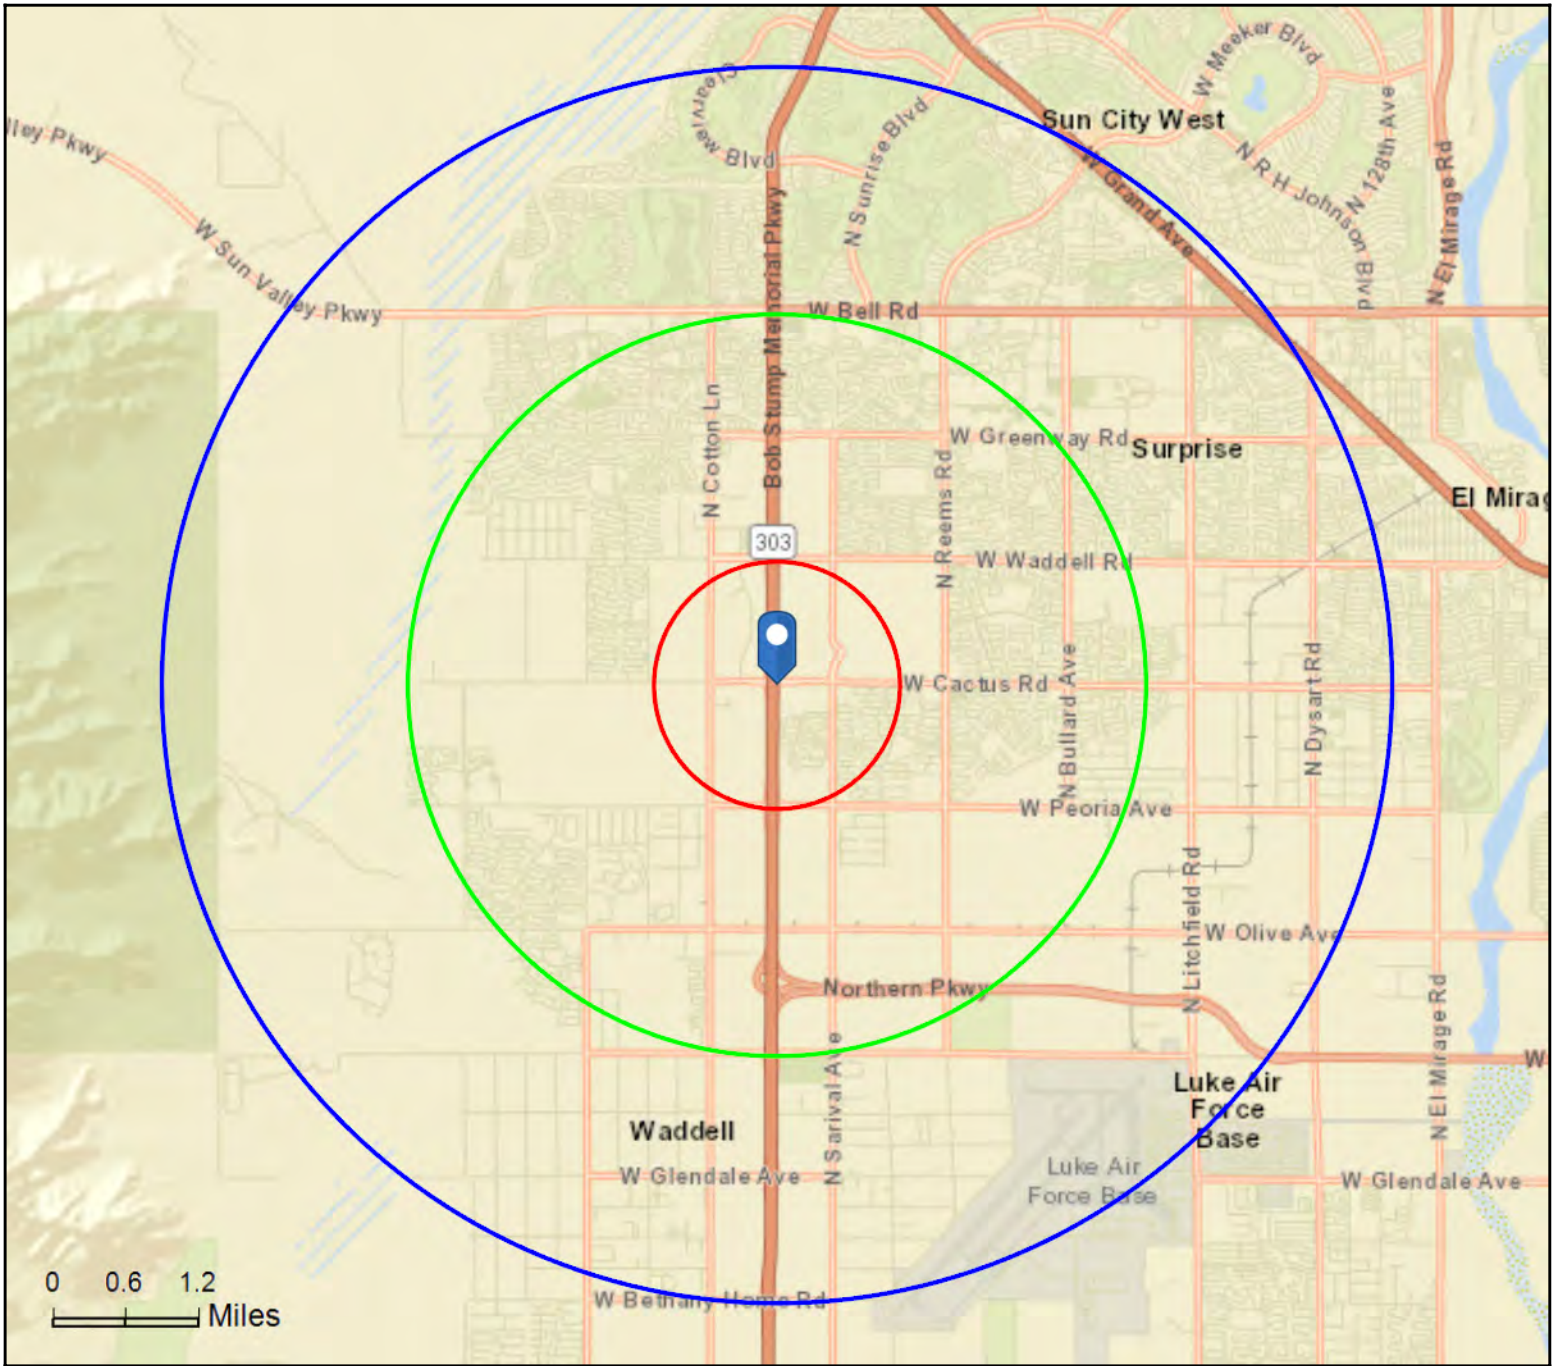 W Meeker Blvd
Clearview Blvd
Sun City West
lley Pkwy
N Sunrise Blvd
N 128th Ave
W Grand Ave
N R H Johnson Blvd
N El Mirage Rd
W Sun Valley Pkwy
Bob Stump Memorial Pkwy
W Bell Rd
N Cotton Ln
W Greenway Rd
Surprise
N Reems Rd
El Mirag
303
W Waddell Rd
W Cactus Rd
N Bullard Ave
N Dysart Rd
W Peoria Ave
N Litchfield Rd
W Olive Ave
Northern Pkwy
N Sarival Ave
N El Mirage Rd
W
Luke Air
Force
Base
Waddell
W Glendale Ave
Luke Air
Force Base
W Glendale Ave
0 0.6 1.2
Miles
W Bethany Home Rd